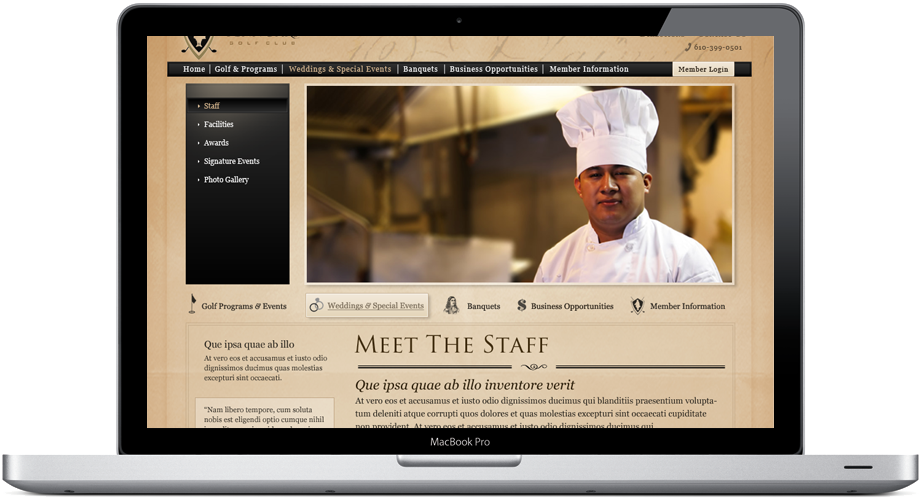 GOLF CLUB
610-399-0501
Home | Golf & Programs | Weddings & Special Events | Banquets | Business Opportunities | Member Information
Member Login
Staff
Facilities
Awards
Signature Events
Photo Gallery
Golf Programs & Events
Weddings & Special Events
Banquets
Business Opportunities
Member Information
Que ipsa quae ab illo
At vero eos et accusamus et iusto odio
dignissimos ducimus quas molestias
excepturi sint occaecati.
"Nam libero tempore, cum soluta
nobis est eligendi optio cumque nihil
MEET THE STAFF
Que ipsa quae ab illo inventore verit
At vero eos et accusamus et iusto odio dignissimos ducimus qui blanditiis praesentium volupta-
tum deleniti atque corrupti quos dolores et quas molestias excepturi sint occaecati cupiditate
non provident. At vero eos et accusamus et iusto odio dignissimos ducimus qui
MacBook Pro